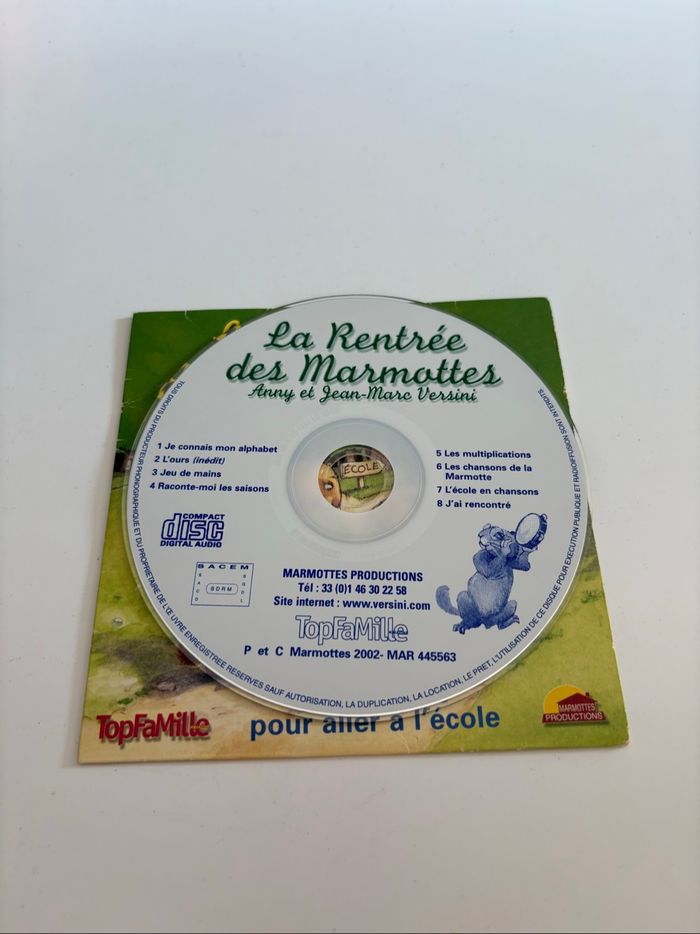 La Rentrée
des Marmottes
Anny et Jean-Marc Versini
1 Je connais mon alphabet
2 L'ours (inédit)
3 Jeu de mains
4 Raconte-moi les saisons
5 Les multiplications
6 Les chansons de la
Marmotte
7 L'école en chansons
8 J'ai rencontré
ÉCOLE
COMPACT
disc
DIGITAL AUDIO
SACEM
SACD
SDRM
SGDL
MARMOTTES PRODUCTIONS
Tél : 33 (0)1 46 30 22 58
Site internet : www.versini.com
TopFaMille
P et C Marmottes 2002- MAR 445563
TOUS DROITS DU PRODUCTEUR PHONOGRAPHIQUE ET DU PROPRIETAIRE DE L'ŒUVRE ENREGISTREE RESERVES SAUF AUTORISATION, LA DUPLICATION, LA LOCATION, LE PRET, L'UTILISATION DE CE DISQUE POUR EXECUTION PUBLIQUE ET RADIODIFFUSION SONT INTERDITS
TopFaMille
pour aller à l'école
MARMOTTES
PRODUCTIONS